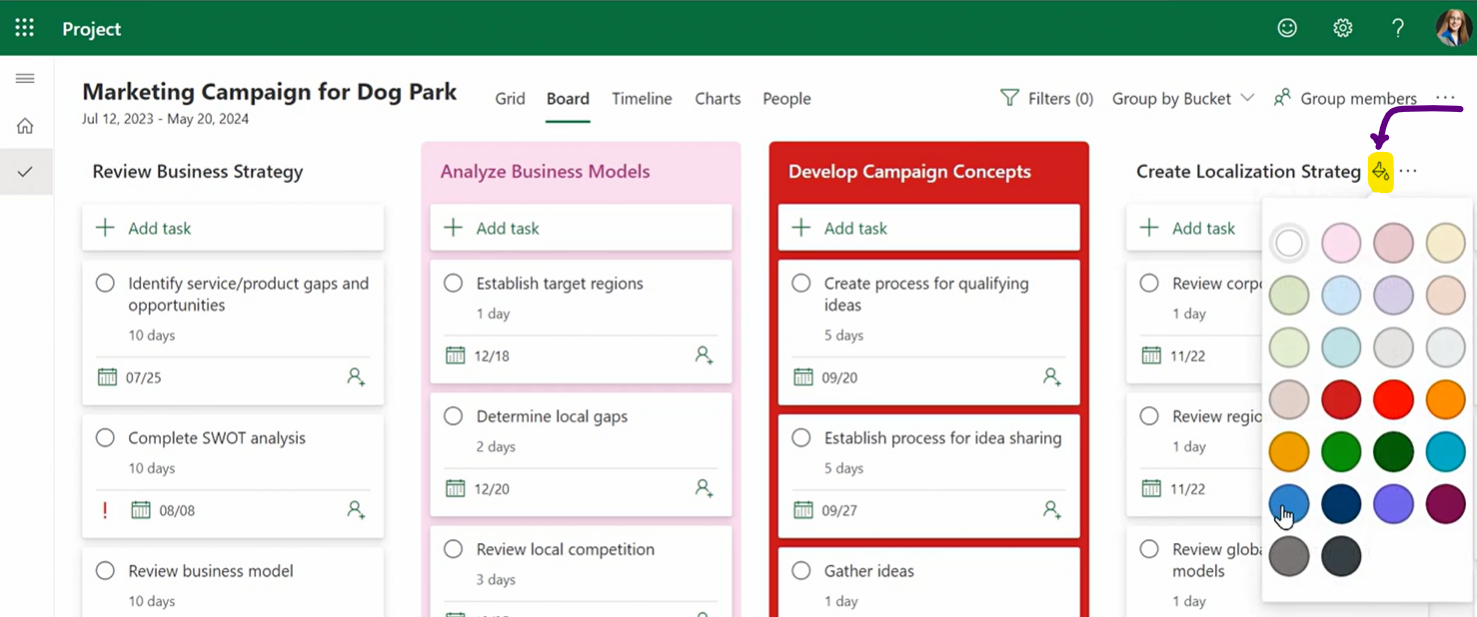 Project
Marketing Campaign for Dog Park
Jul 12, 2023 - May 20, 2024
Grid
Board
Timeline
Charts
People
Filters (0)
Group by Bucket
Group members
Review Business Strategy
Add task
Identify service/product gaps and
opportunities
10 days
07/25
Complete SWOT analysis
10 days
08/08
Review business model
10 days
Analyze Business Models
Add task
Establish target regions
1 day
12/18
Determine local gaps
2 days
12/20
Review local competition
3 days
Develop Campaign Concepts
Add task
Create process for qualifying
ideas
5 days
09/20
Establish process for idea sharing
5 days
09/27
Gather ideas
1 day
Create Localization Strateg
Add task
Review corp
1 day
11/22
Review regio
1 day
11/22
Review globa
models
1 day